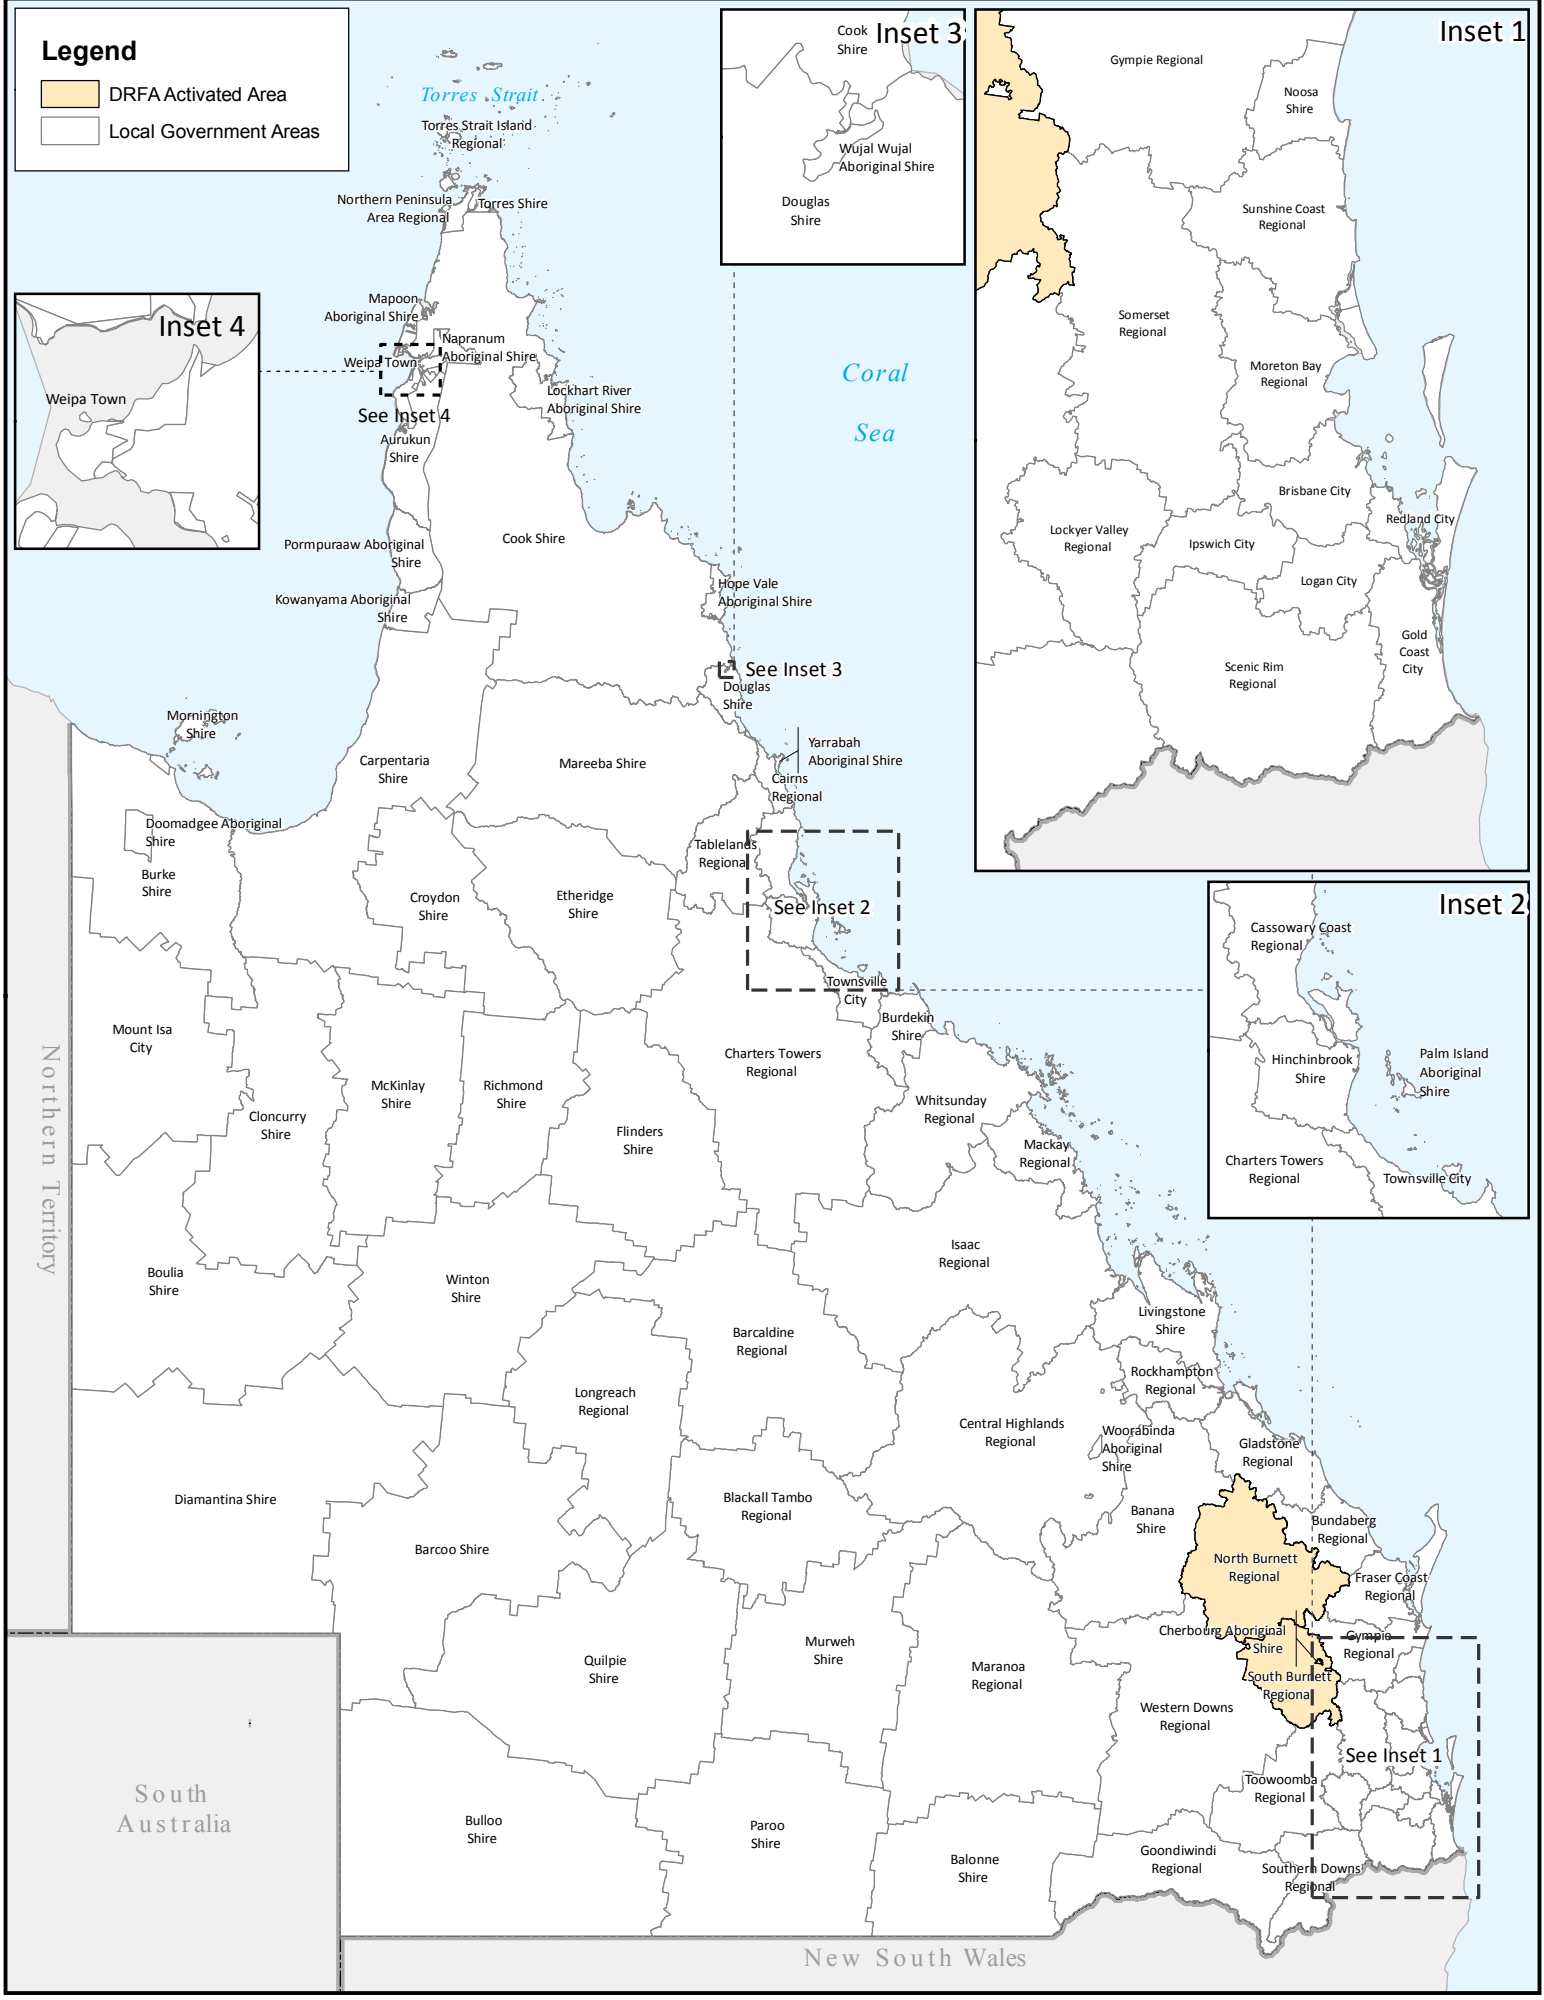 Legend
DRFA Activated Area
Local Government Areas
Inset 3
Cook
Shire
Wujal Wujal
Aboriginal Shire
Douglas
Shire
Inset 1
Gympie Regional
Noosa
Shire
Sunshine Coast
Regional
Somerset
Regional
Moreton Bay
Regional
Brisbane City
Redland City
Lockyer Valley
Regional
Ipswich City
Logan City
Gold
Coast
City
Scenic Rim
Regional
Inset 4
Weipa Town
Inset 2
Cassowary Coast
Regional
Hinchinbrook
Shire
Palm Island
Aboriginal
Shire
Charters Towers
Regional
Townsville City
Torres Strait
Torres Strait Island
Regional
Northern Peninsula
Area Regional
Torres Shire
Mapoon
Aboriginal Shire
Napranum
Aboriginal Shire
Weipa Town
See Inset 4
Lockhart River
Aboriginal Shire
Aurukun
Shire
Coral
Sea
Cook Shire
Pormpuraaw Aboriginal
Shire
Hope Vale
Aboriginal Shire
Kowanyama Aboriginal
Shire
See Inset 3
Douglas
Shire
Mornington
Shire
Yarrabah
Aboriginal Shire
Carpentaria
Shire
Mareeba Shire
Cairns
Regional
Doomadgee Aboriginal
Shire
Tablelands
Regional
Burke
Shire
Croydon
Shire
Etheridge
Shire
See Inset 2
Townsville
City
Burdekin
Shire
Mount Isa
City
Charters Towers
Regional
McKinlay
Shire
Richmond
Shire
Whitsunday
Regional
Cloncurry
Shire
Flinders
Shire
Mackay
Regional
Northern Territory
Isaac
Regional
Boulia
Shire
Winton
Shire
Livingstone
Shire
Barcaldine
Regional
Rockhampton
Regional
Longreach
Regional
Central Highlands
Regional
Woorabinda
Aboriginal
Shire
Gladstone
Regional
Diamantina Shire
Blackall Tambo
Regional
Banana
Shire
Bundaberg
Regional
Barcoo Shire
North Burnett
Regional
Fraser Coast
Regional
Cherbourg Aboriginal
Shire
Gympie
Regional
Murweh
Shire
Quilpie
Shire
Maranoa
Regional
South Burnett
Regional
Western Downs
Regional
See Inset 1
Toowoomba
Regional
South
Australia
Bulloo
Shire
Paroo
Shire
Balonne
Shire
Goondiwindi
Regional
Southern Downs
Regional
New South Wales